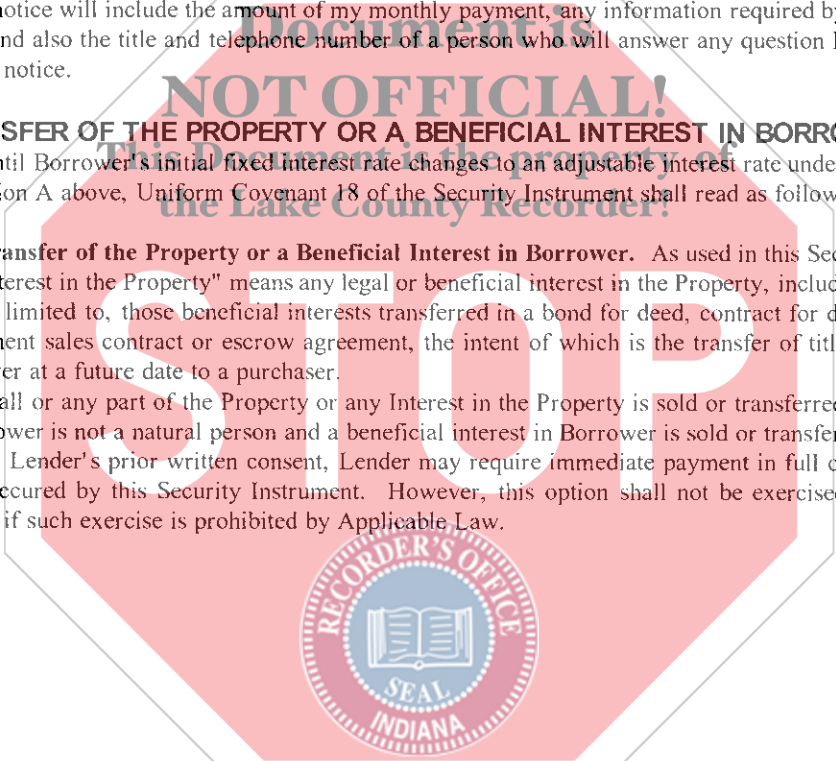 notice will include the amount of my monthly payment, any information required by
nd also the title and telephone number of a person who will answer any question I
notice.
Document is
NOT OFFICIAL!
This Document is the property of
the Lake County Recorder!
SFER OF THE PROPERTY OR A BENEFICIAL INTEREST IN BORRO
ntil Borrower's initial fixed interest rate changes to an adjustable interest rate unde
on A above, Uniform Covenant 18 of the Security Instrument shall read as follow
ansfer of the Property or a Beneficial Interest in Borrower. As used in this Sec
terest in the Property" means any legal or beneficial interest in the Property, includ
limited to, those beneficial interests transferred in a bond for deed, contract for d
ent sales contract or escrow agreement, the intent of which is the transfer of titl
er at a future date to a purchaser.
all or any part of the Property or any Interest in the Property is sold or transferre
ower is not a natural person and a beneficial interest in Borrower is sold or transfer
Lender's prior written consent, Lender may require immediate payment in full o
ecured by this Security Instrument. However, this option shall not be exercise
if such exercise is prohibited by Applicable Law.
STOP
RECORDER'S OFFICE
SEAL
INDIANA